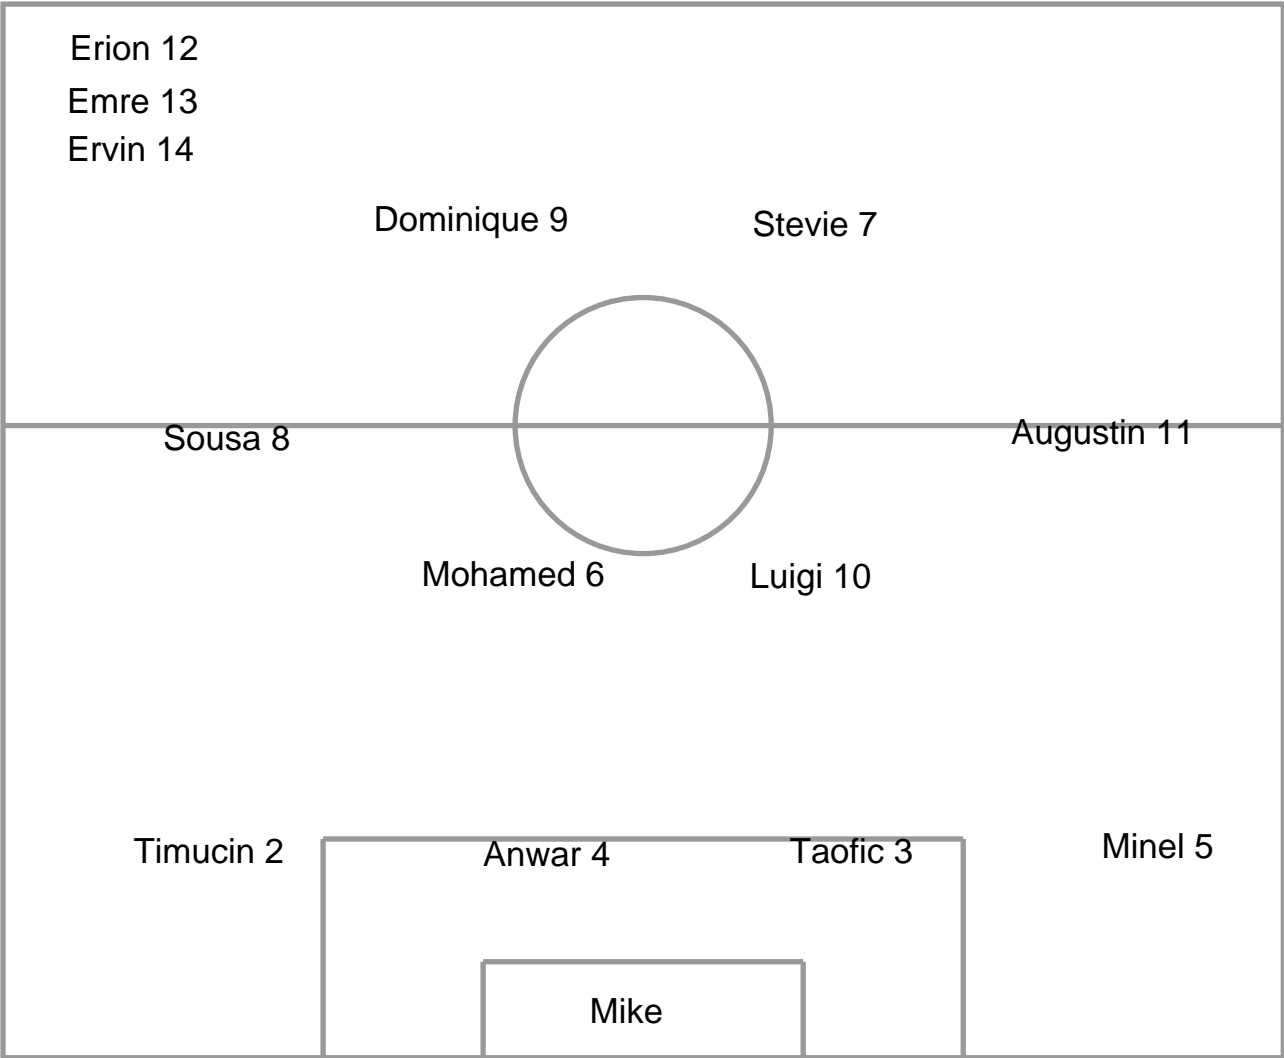 Erion 12
Emre 13
Ervin 14
Dominique 9
Stevie 7
Sousa 8
Augustin 11
Mohamed 6
Luigi 10
Timucin 2
Anwar 4
Taofic 3
Minel 5
Mike